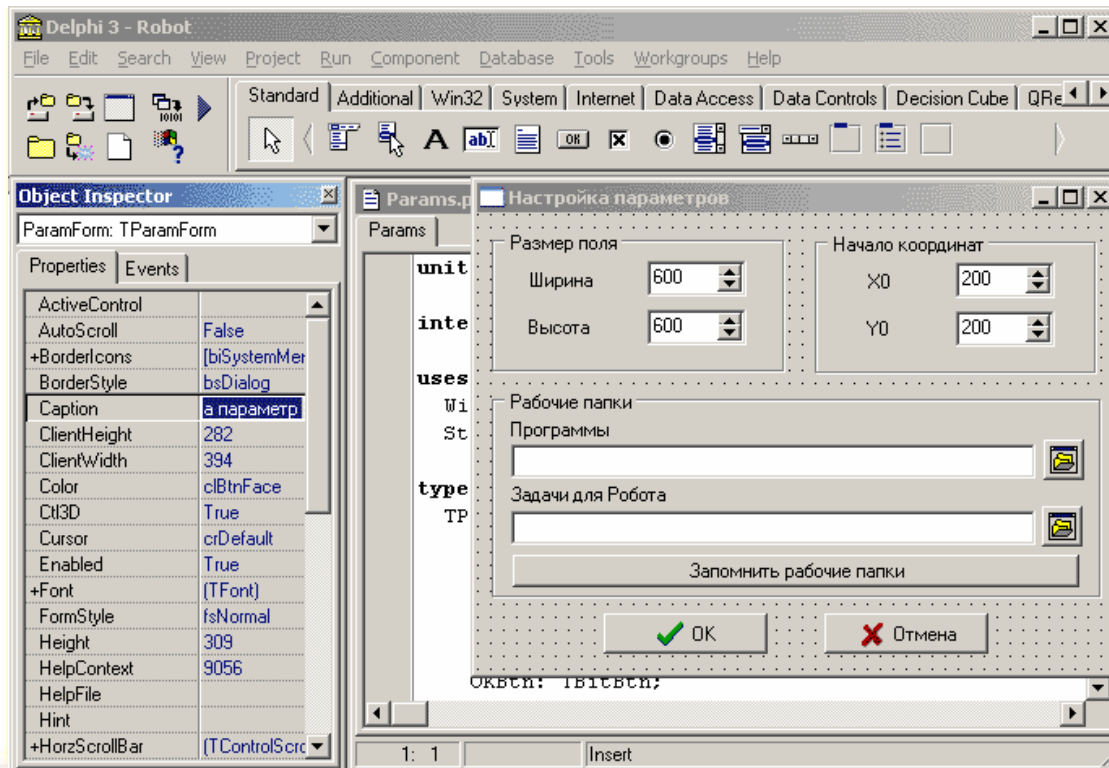 Delphi 3 - Robot
File Edit Search View Project Run Component Database Tools Workgroups Help
Standard Additional Win32 System Internet Data Access Data Controls Decision Cube QRe
A abI OK
Object Inspector
ParamForm: TParamForm
Properties Events
ActiveControl
AutoScroll False
+BorderIcons [biSystemMer
BorderStyle bsDialog
Caption а параметр
ClientHeight 282
ClientWidth 394
Color clBtnFace
Ctl3D True
Cursor crDefault
Enabled True
+Font (TFont)
FormStyle fsNormal
Height 309
HelpContext 9056
HelpFile
Hint
+HorzScrollBar (TControlScro
Params.p
Params
unit
inte
uses
Wi
St
type
TP
OKBtn: TBitBtn;
1: 1 Insert
Настройка параметров
Размер поля
Ширина 600
Высота 600
Начало координат
X0 200
Y0 200
Рабочие папки
Программы
Задачи для Робота
Запомнить рабочие папки
OK Отмена